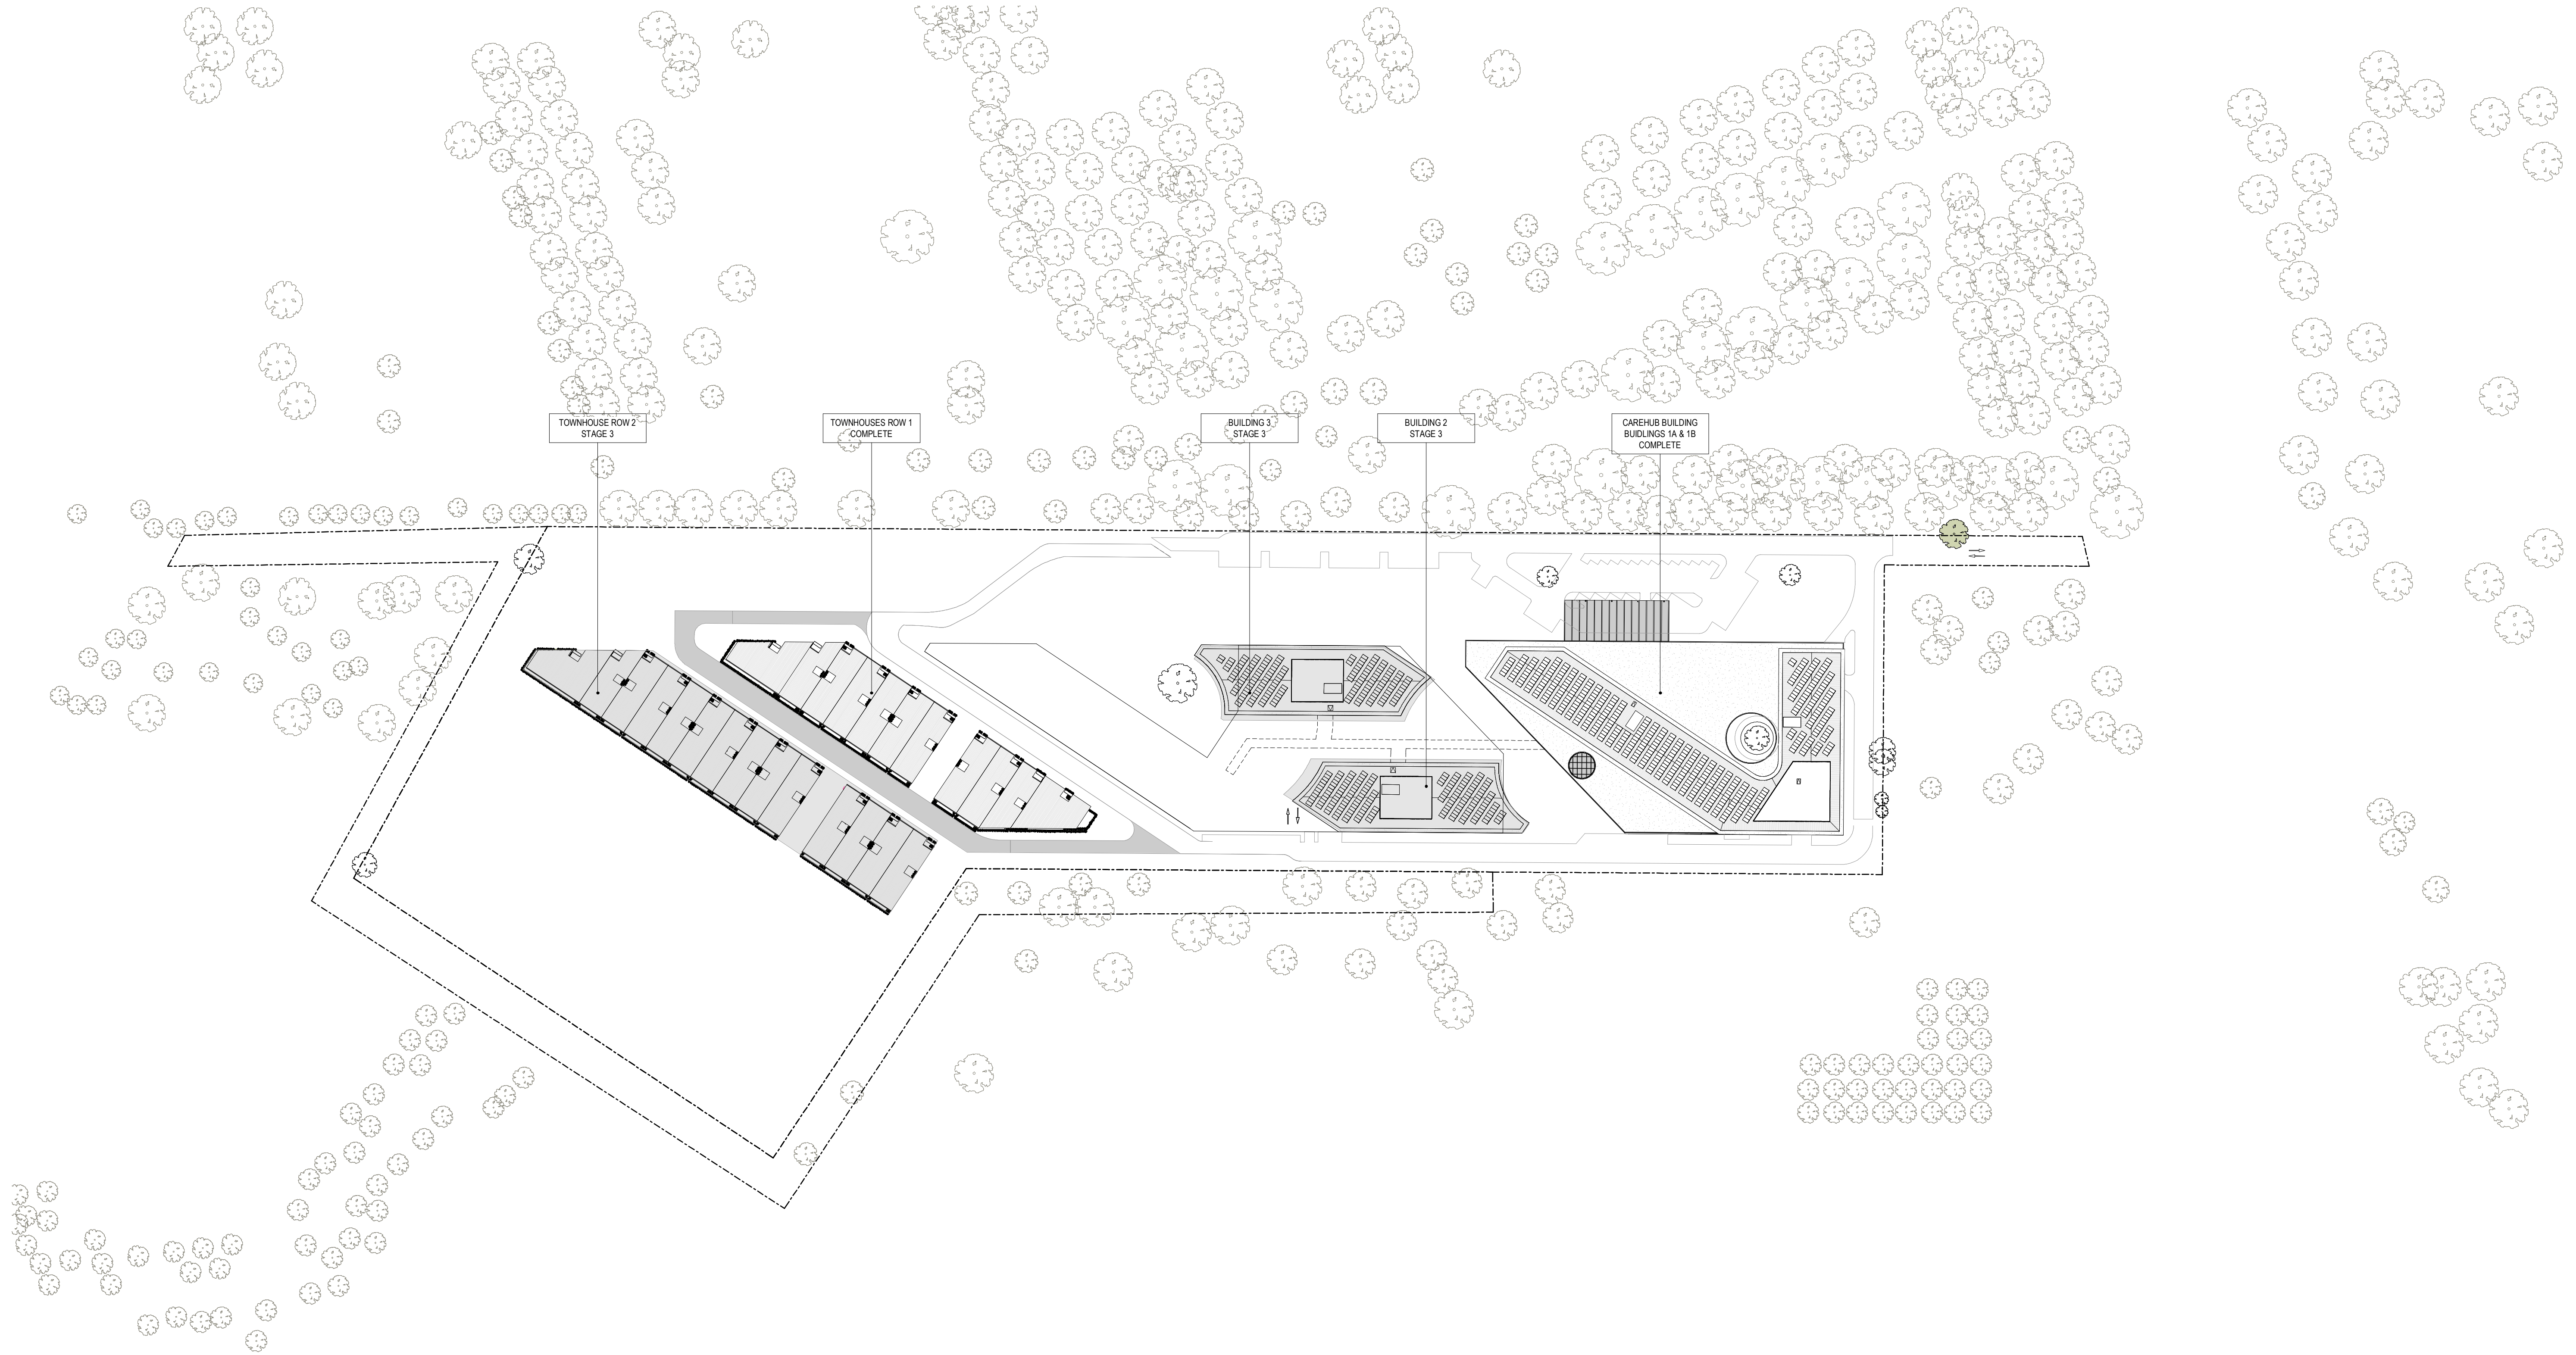 TOWNHOUSE ROW 2
STAGE 3
TOWNHOUSES ROW 1
COMPLETE
BUILDING 3
STAGE 3
BUILDING 2
STAGE 3
CAREHUB BUILDING
BUIDLINGS 1A & 1B
COMPLETE